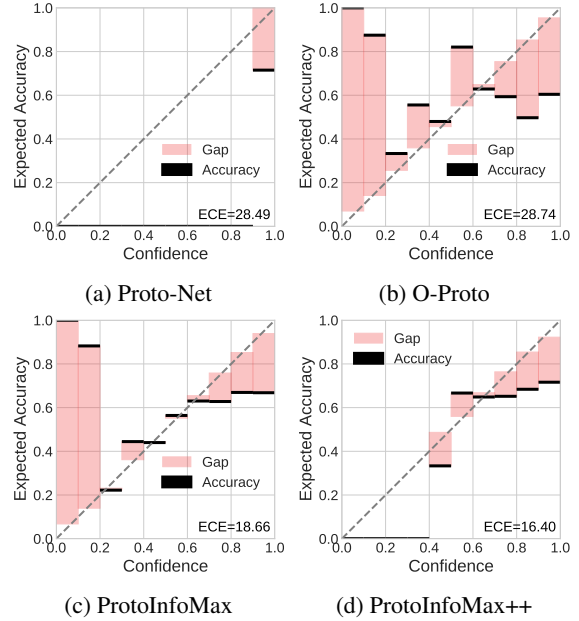 1.0
0.8
0.6
0.4
0.2
0.0
Expected Accuracy
Gap
Accuracy
ECE=28.49
0.0 0.2 0.4 0.6 0.8 1.0
Confidence
(a) Proto-Net
1.0
0.8
0.6
0.4
0.2
0.0
Expected Accuracy
Gap
Accuracy
ECE=28.74
0.0 0.2 0.4 0.6 0.8 1.0
Confidence
(b) O-Proto
1.0
0.8
0.6
0.4
0.2
0.0
Expected Accuracy
Gap
Accuracy
ECE=18.66
0.0 0.2 0.4 0.6 0.8 1.0
Confidence
(c) ProtoInfoMax
1.0
0.8
0.6
0.4
0.2
0.0
Expected Accuracy
Gap
Accuracy
ECE=16.40
0.0 0.2 0.4 0.6 0.8 1.0
Confidence
(d) ProtoInfoMax++